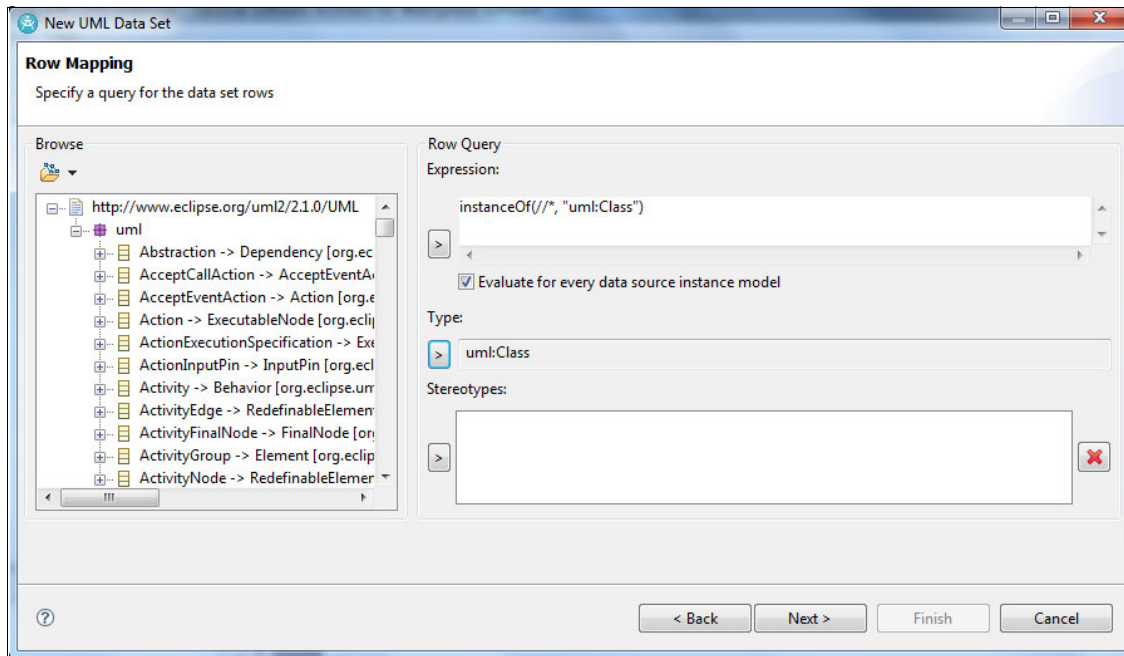 New UML Data Set
Row Mapping
Specify a query for the data set rows
Browse
http://www.eclipse.org/uml2/2.1.0/UML
uml
Abstraction -> Dependency [org.ec
AcceptCallAction -> AcceptEventA
AcceptEventAction -> Action [org.e
Action -> ExecutableNode [org.ecli
ActionExecutionSpecification -> Exe
ActionInputPin -> InputPin [org.ecl
Activity -> Behavior [org.eclipse.um
ActivityEdge -> RedefinableElemen
ActivityFinalNode -> FinalNode [or
ActivityGroup -> Element [org.eclip
ActivityNode -> RedefinableElemer
Row Query
Expression:
instanceOf(//*, "uml:Class")
>
Evaluate for every data source instance model
Type:
> uml:Class
Stereotypes:
>
? < Back Next > Finish Cancel